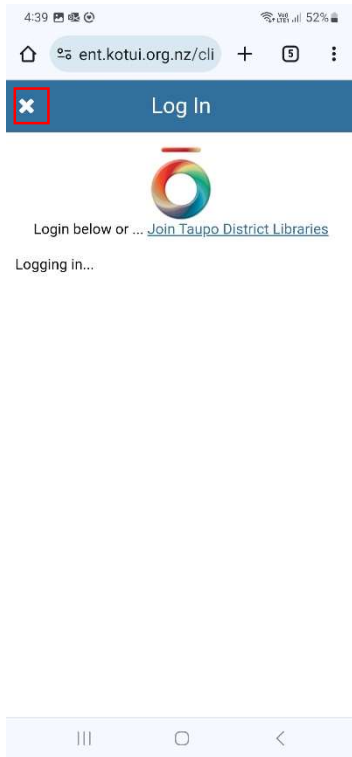 4:39 52%
ent.kotui.org.nz/cli 5
Log In
Login below or ... Join Taupo District Libraries
Logging in...